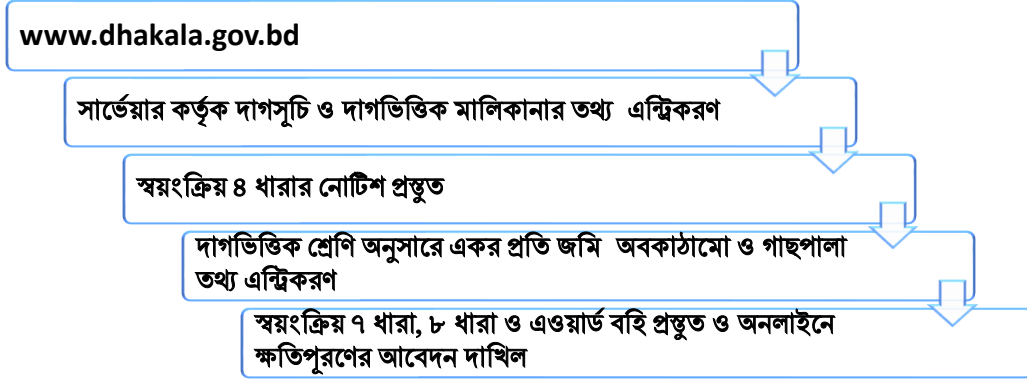 www.dhakala.gov.bd
সার্ভেয়ার কর্তৃক দাগসূচি ও দাগভিত্তিক মালিকানার তথ্য এন্ট্রিকরণ
স্বয়ংক্রিয় ৪ ধারার নোটিশ প্রস্তুত
দাগভিত্তিক শ্রেণি অনুসারে একর প্রতি জমি অবকাঠামো ও গাছপালা
তথ্য এন্ট্রিকরণ
স্বয়ংক্রিয় ৭ ধারা, ৮ ধারা ও এওয়ার্ড বহি প্রস্তুত ও অনলাইনে
ক্ষতিপূরণের আবেদন দাখিল